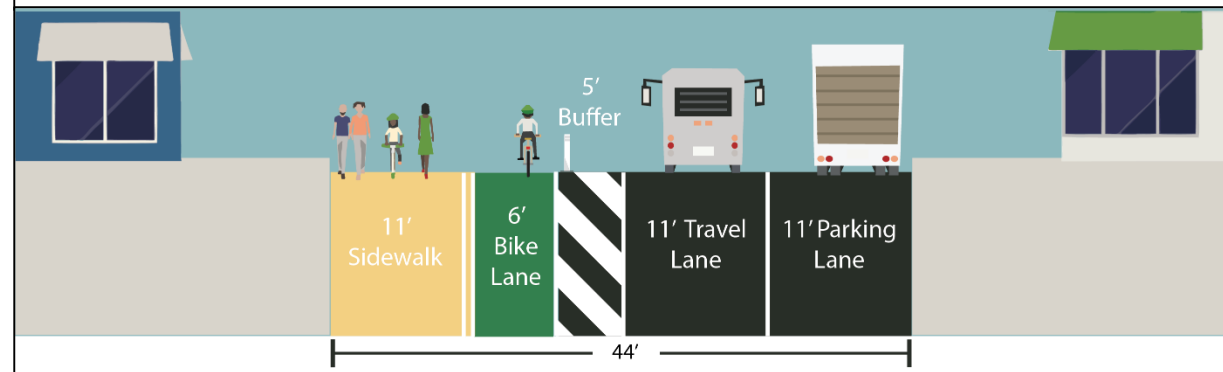 5’
Buffer
11’
Sidewalk
6’
Bike
Lane
11’ Travel
Lane
11’ Parking
Lane
44’